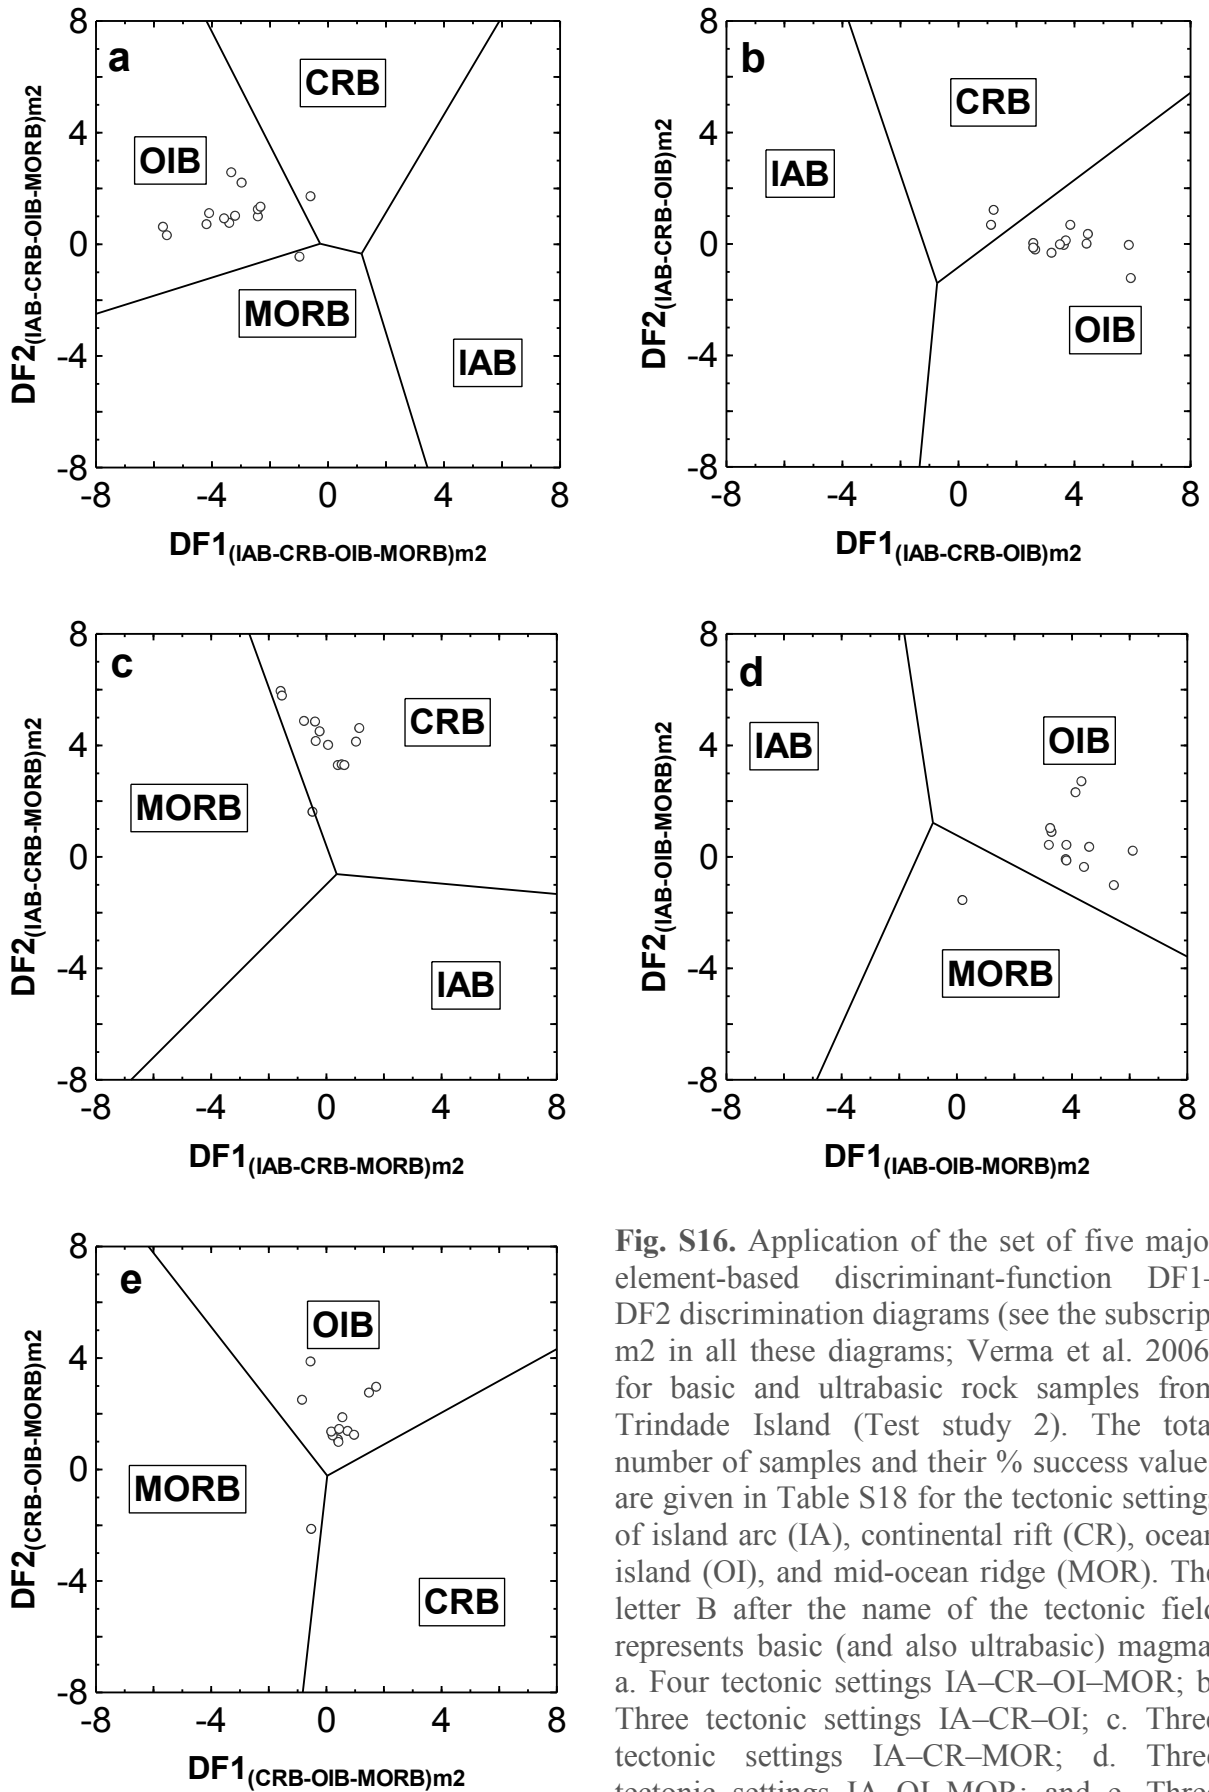 8
a
CRB
4
OIB
0
MORB
-4
IAB
-8
-8 -4 0 4 8
DF2(IAB-CRB-OIB-MORB)m2
DF1(IAB-CRB-OIB-MORB)m2
8
b
CRB
4
IAB
0
OIB
-4
-8
-8 -4 0 4 8
DF2(IAB-CRB-OIB)m2
DF1(IAB-CRB-OIB)m2
8
c
CRB
4
MORB
0
IAB
-4
-8
-8 -4 0 4 8
DF2(IAB-CRB-MORB)m2
DF1(IAB-CRB-MORB)m2
8
d
OIB
IAB
4
0
MORB
-4
-8
-8 -4 0 4 8
DF2(IAB-OIB-MORB)m2
DF1(IAB-OIB-MORB)m2
8
e
OIB
4
0
MORB
-4
CRB
-8
-8 -4 0 4 8
DF2(CRB-OIB-MORB)m2
DF1(CRB-OIB-MORB)m2
Fig. S16. Application of the set of five major
element-based discriminant-function DF1–
DF2 discrimination diagrams (see the subscrip
m2 in all these diagrams; Verma et al. 2006
for basic and ultrabasic rock samples from
Trindade Island (Test study 2). The total
number of samples and their % success value
are given in Table S18 for the tectonic setting
of island arc (IA), continental rift (CR), ocean
island (OI), and mid-ocean ridge (MOR). The
letter B after the name of the tectonic field
represents basic (and also ultrabasic) magma
a. Four tectonic settings IA–CR–OI–MOR; b
Three tectonic settings IA–CR–OI; c. Three
tectonic settings IA–CR–MOR; d. Three
tectonic settings IA–OI–MOR; and e. Three